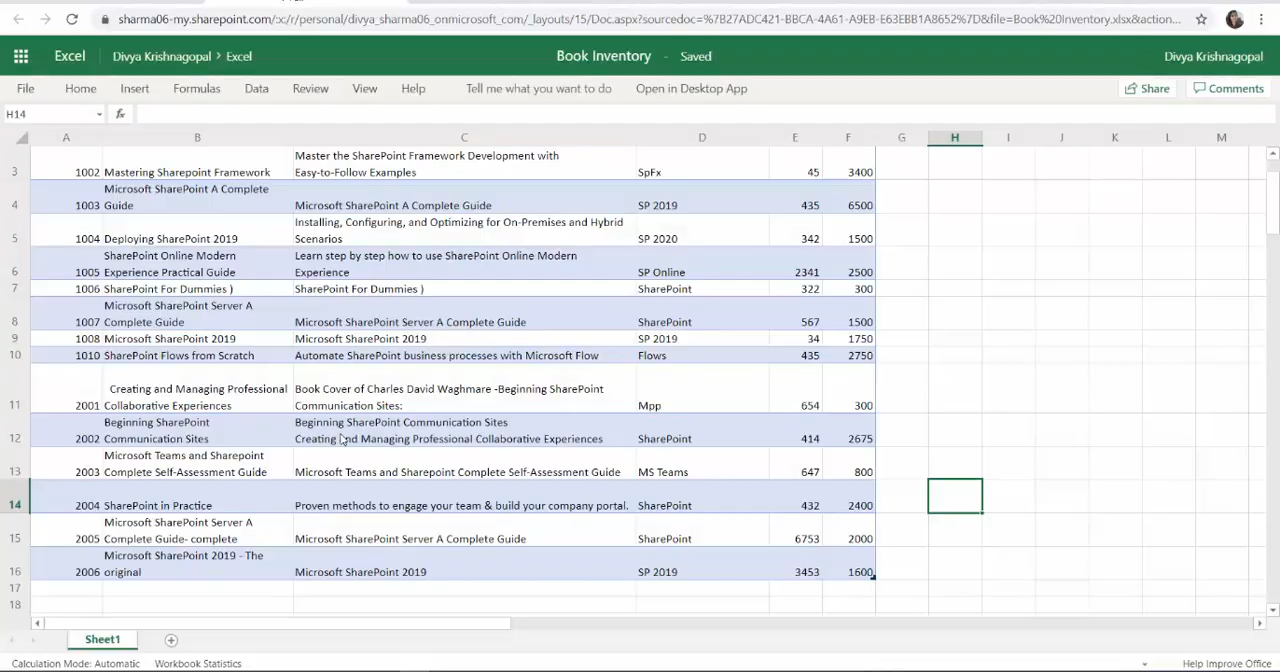 sharma06-my.sharepoint.com/:x:/r/personal/divya_sharma06_onmicrosoft_com/_layouts/15/Doc.aspx?sourcedoc=%7B27ADC421-BBCA-4A61-A9EB-E63EBB1A8652%7D&file=Book%20Inventory.xlsx&action...
Excel Divya Krishnagopal > Excel Book Inventory - Saved Divya Krishnagopal
File Home Insert Formulas Data Review View Help Tell me what you want to do Open in Desktop App Share Comments
H14 fx
A B C D E F G H I J K L M
Master the SharePoint Framework Development with
3 1002 Mastering Sharepoint Framework Easy-to-Follow Examples SpFx 45 3400
Microsoft SharePoint A Complete
4 1003 Guide Microsoft SharePoint A Complete Guide SP 2019 435 6500
Installing, Configuring, and Optimizing for On-Premises and Hybrid
5 1004 Deploying SharePoint 2019 Scenarios SP 2020 342 1500
SharePoint Online Modern Learn step by step how to use SharePoint Online Modern
6 1005 Experience Practical Guide Experience SP Online 2341 2500
7 1006 SharePoint For Dummies ) SharePoint For Dummies ) SharePoint 322 300
Microsoft SharePoint Server A
8 1007 Complete Guide Microsoft SharePoint Server A Complete Guide SharePoint 567 1500
9 1008 Microsoft SharePoint 2019 Microsoft SharePoint 2019 SP 2019 34 1750
10 1010 SharePoint Flows from Scratch Automate SharePoint business processes with Microsoft Flow Flows 435 2750
Creating and Managing Professional Book Cover of Charles David Waghmare -Beginning SharePoint
11 2001 Collaborative Experiences Communication Sites: Mpp 654 300
Beginning SharePoint Beginning SharePoint Communication Sites
12 2002 Communication Sites Creating and Managing Professional Collaborative Experiences SharePoint 414 2675
Microsoft Teams and Sharepoint
13 2003 Complete Self-Assessment Guide Microsoft Teams and Sharepoint Complete Self-Assessment Guide MS Teams 647 800
14 2004 SharePoint in Practice Proven methods to engage your team & build your company portal. SharePoint 432 2400
Microsoft SharePoint Server A
15 2005 Complete Guide- complete Microsoft SharePoint Server A Complete Guide SharePoint 6753 2000
Microsoft SharePoint 2019 - The
16 2006 original Microsoft SharePoint 2019 SP 2019 3453 1600
17
18
Sheet1
Calculation Mode: Automatic Workbook Statistics Help Improve Office